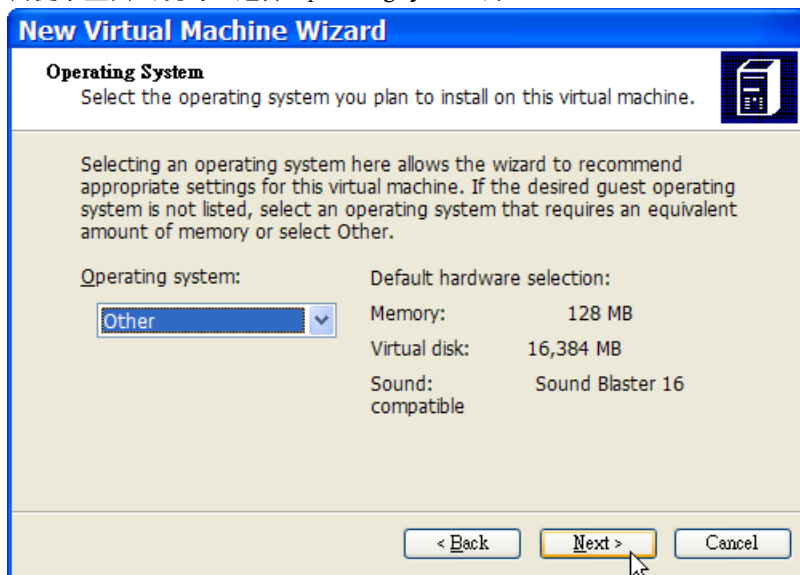 New Virtual Machine Wizard
Operating System
Select the operating system you plan to install on this virtual machine.
Selecting an operating system here allows the wizard to recommend
appropriate settings for this virtual machine. If the desired guest operating
system is not listed, select an operating system that requires an equivalent
amount of memory or select Other.
Operating system:
Other
Default hardware selection:
Memory: 128 MB
Virtual disk: 16,384 MB
Sound: Sound Blaster 16
compatible
< Back Next > Cancel